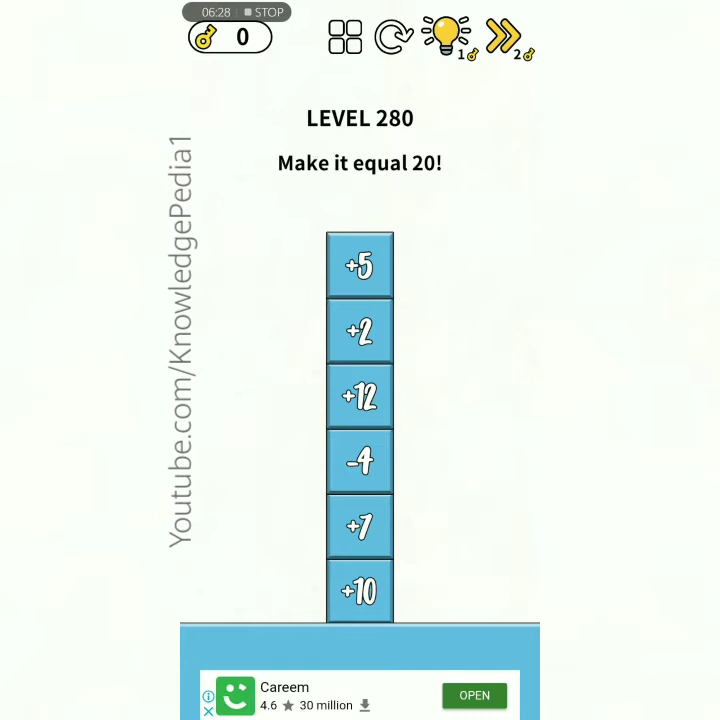 06:28 STOP
0
1
2
LEVEL 280
Make it equal 20!
Youtube.com/KnowledgePedia1
+5
+2
+12
-4
+7
+10
Careem
4.6 ★ 30 million
OPEN